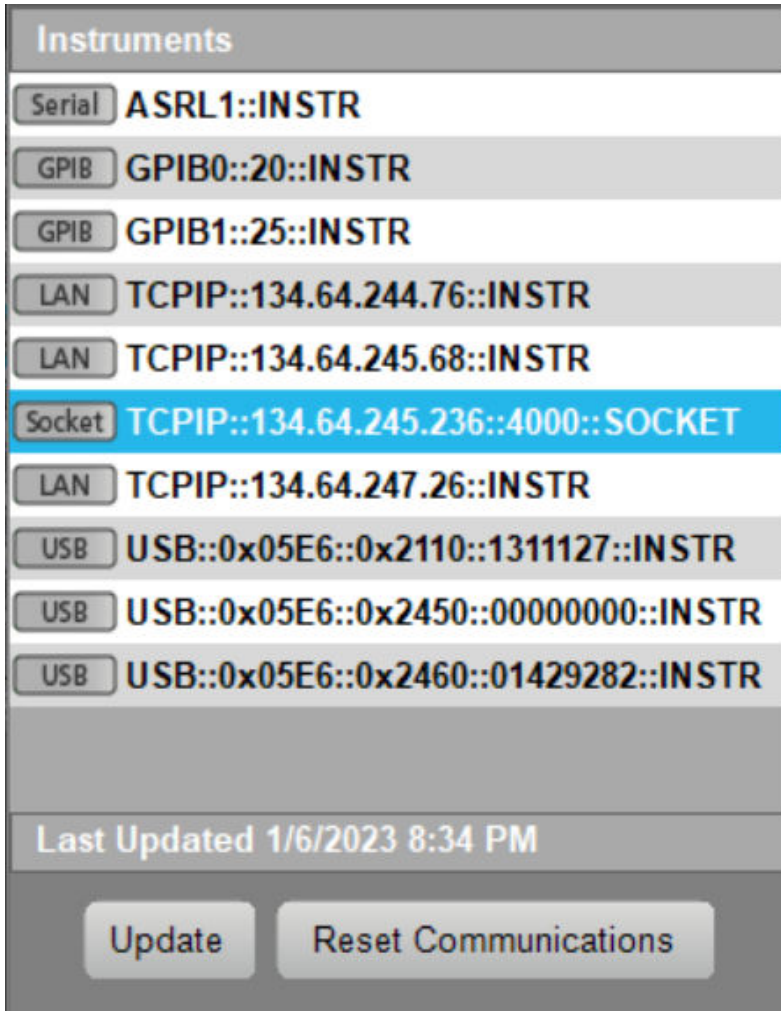 Instruments
Serial ASRL1::INSTR
GPIB GPIB0::20::INSTR
GPIB GPIB1::25::INSTR
LAN TCPIP::134.64.244.76::INSTR
LAN TCPIP::134.64.245.68::INSTR
Socket TCPIP::134.64.245.236::4000::SOCKET
LAN TCPIP::134.64.247.26::INSTR
USB USB::0x05E6::0x2110::1311127::INSTR
USB USB::0x05E6::0x2450::00000000::INSTR
USB USB::0x05E6::0x2460::01429282::INSTR
Last Updated 1/6/2023 8:34 PM
Update Reset Communications